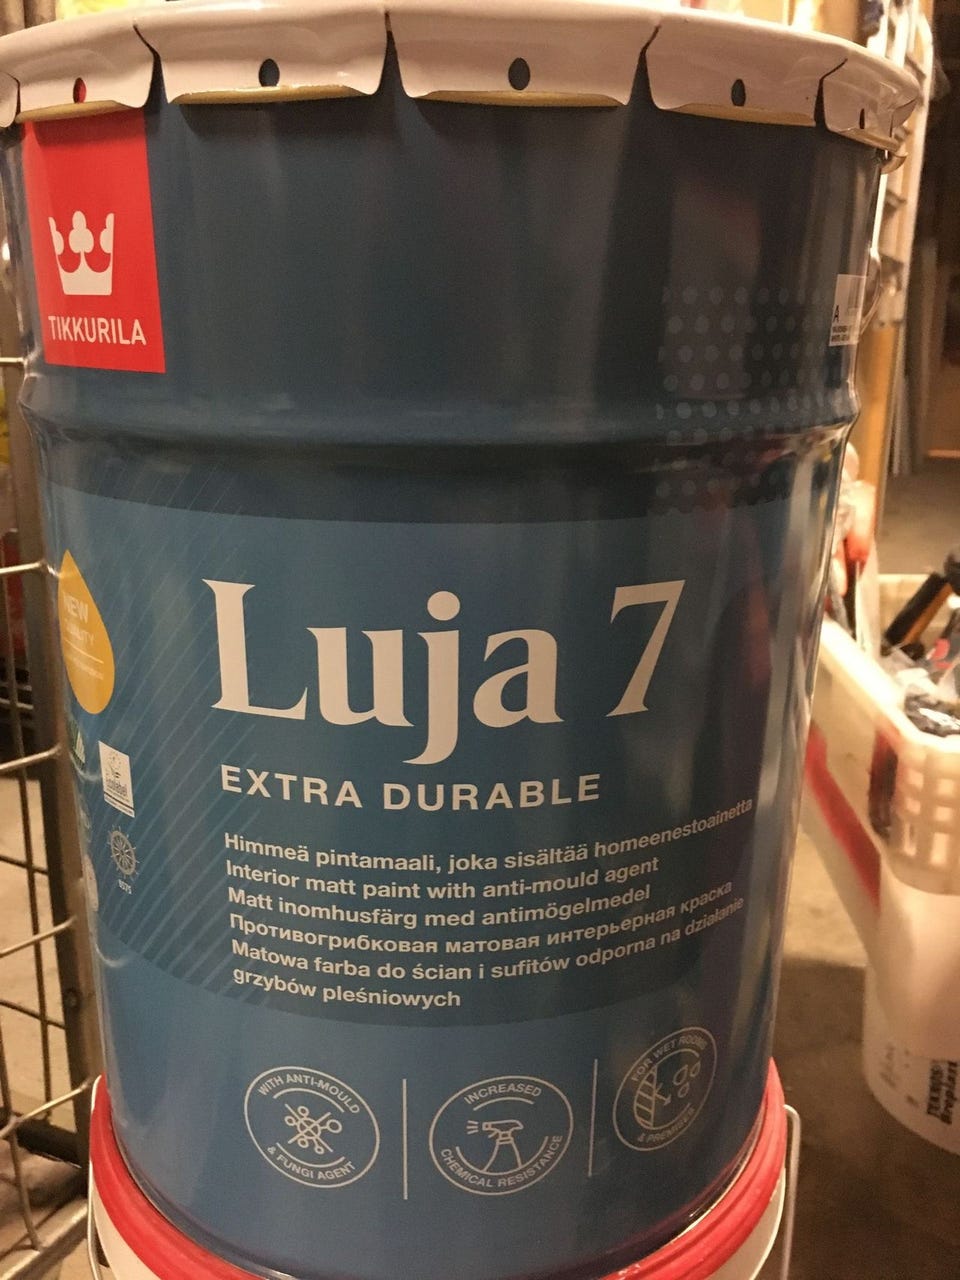 TIKKURILA
A
NEW
Luja 7
EXTRA DURABLE
Himmeä pintamaali, joka sisältää homeenestoainetta
Interior matt paint with anti-mould agent
Matt inomhusfärg med antimögelmedel
Противогрибковая матовая интерьерная краска
Matowa farba do ścian i sufitów odporna na działanie
grzybów pleśniowych
WITH ANTI-MOULD
& FUNGI AGENT
INCREASED
CHEMICAL RESISTANCE
FOR WET ROOMS
& PREMISES